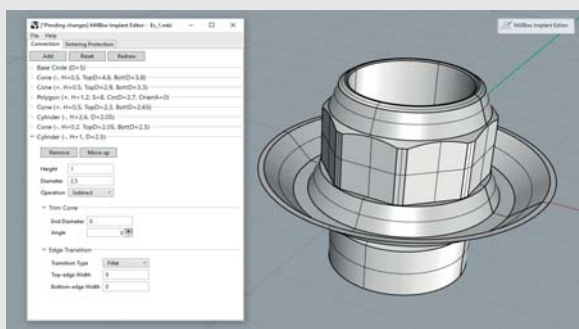 [*Pending changes] MillBox Implant Editor - Es_1.mdc
File Help
Connection Sintering Protection
Add Reset Redraw
Base Circle (D=5)
Cone (-, H=0,5, TopD=4,8, BottD=3,8)
Cone (+, H=0,5, TopD=2,9, BottD=3,3)
Polygon (+, H=1,2, S=8, CircD=2,7, OrienA=0)
Cone (+, H=0,5, TopD=2,3, BottD=2,65)
Cylinder (-, H=2,6, D=2,05)
Cone (-, H=0,2, TopD=2,05, BottD=2,5)
Cylinder (-, H=1, D=2,5)
Remove Move up
Height 1
Diameter 2,5
Operation Subtract
Trim Cone
End Diameter 0
Angle 0
Edge Transition
Transition Type Fillet
Top-edge Width 0
Bottom-edge Width 0
MillBox Implant Editor